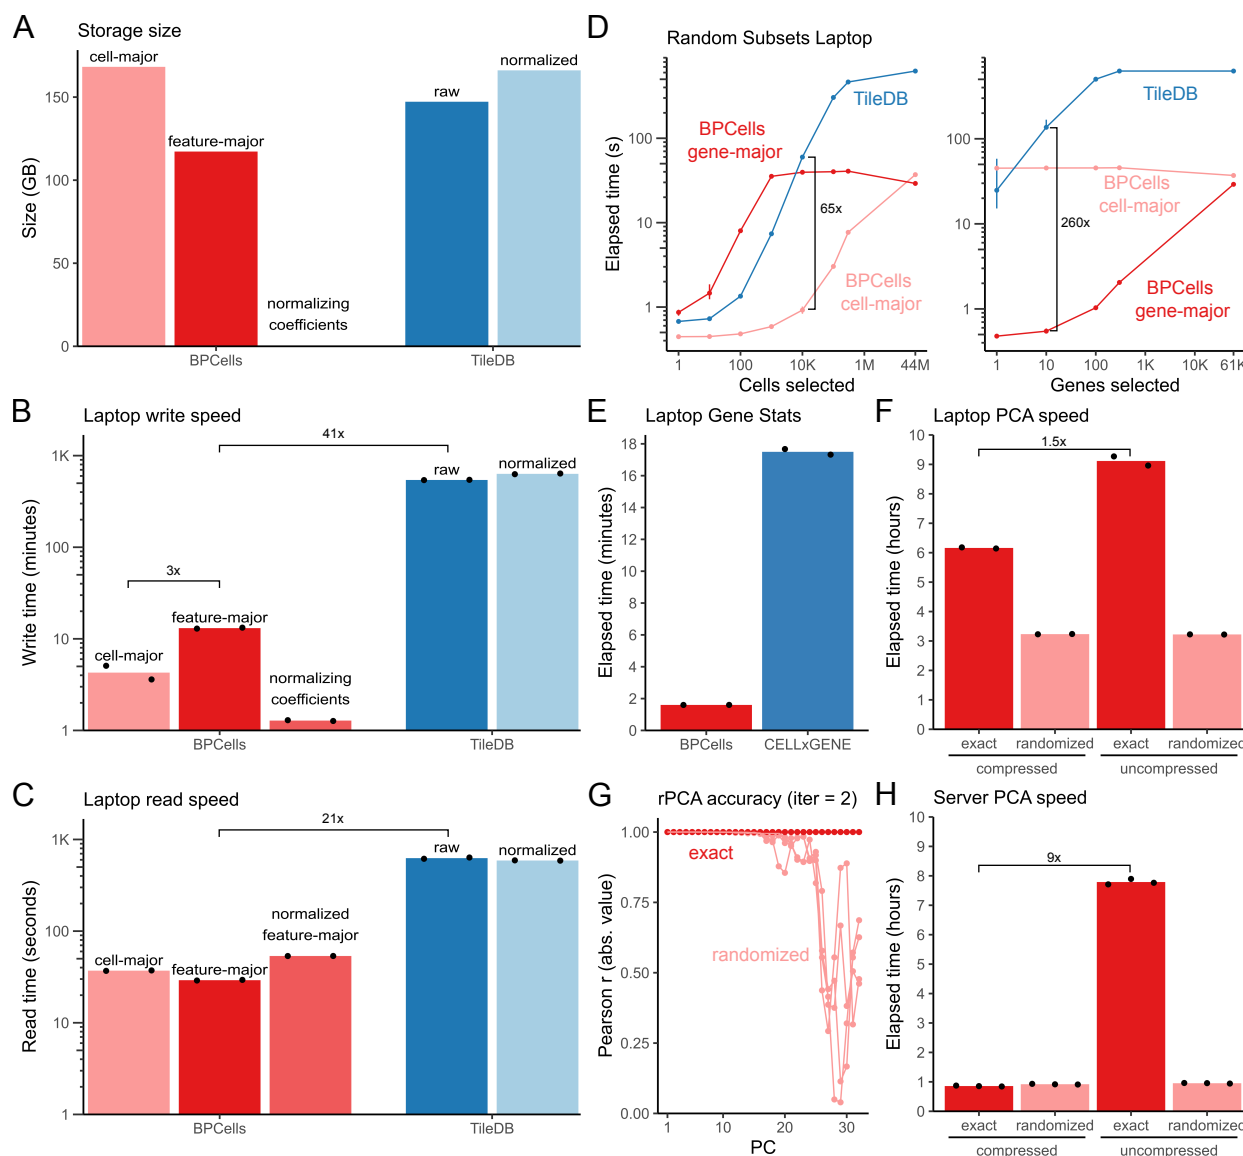 A
Storage size
Size (GB)
150
100
50
0
cell-major
feature-major
normalizing
coefficients
raw
normalized
BPCells
TileDB
D
Random Subsets Laptop
Elapsed time (s)
100
10
1
BPCells
gene-major
TileDB
65x
BPCells
cell-major
1
100
10K
1M
44M
Cells selected
100
10
1
TileDB
BPCells
cell-major
260x
BPCells
gene-major
1
10
100
1K
10K
61K
Genes selected
B
Laptop write speed
Write time (minutes)
1K
100
10
1
41x
3x
cell-major
feature-major
normalizing
coefficients
raw
normalized
BPCells
TileDB
E
Laptop Gene Stats
Elapsed time (minutes)
18
16
14
12
10
8
6
4
2
0
BPCells
CELLxGENE
F
Laptop PCA speed
Elapsed time (hours)
10
9
8
7
6
5
4
3
2
1
0
1.5x
exact
randomized
exact
randomized
compressed
uncompressed
C
Laptop read speed
Read time (seconds)
1K
100
10
1
21x
cell-major
feature-major
normalized
feature-major
raw
normalized
BPCells
TileDB
G
rPCA accuracy (iter = 2)
Pearson r (abs. value)
1.00
0.75
0.50
0.25
0.00
exact
randomized
1
10
20
30
PC
H
Server PCA speed
Elapsed time (hours)
10
9
8
7
6
5
4
3
2
1
0
9x
exact
randomized
exact
randomized
compressed
uncompressed